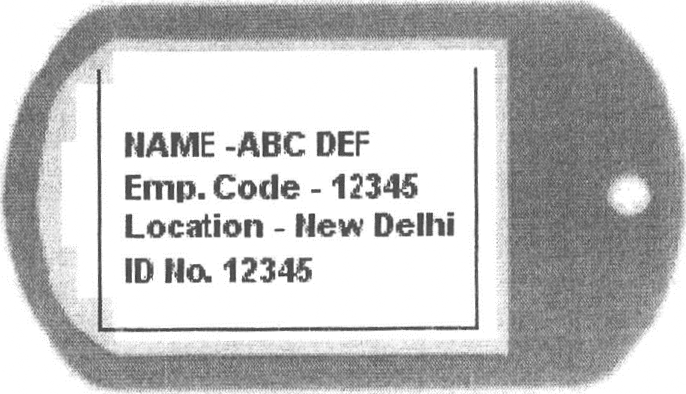 NAME -ABC DEF
Emp. Code - 12345
Location - New Delhi
ID No. 12345